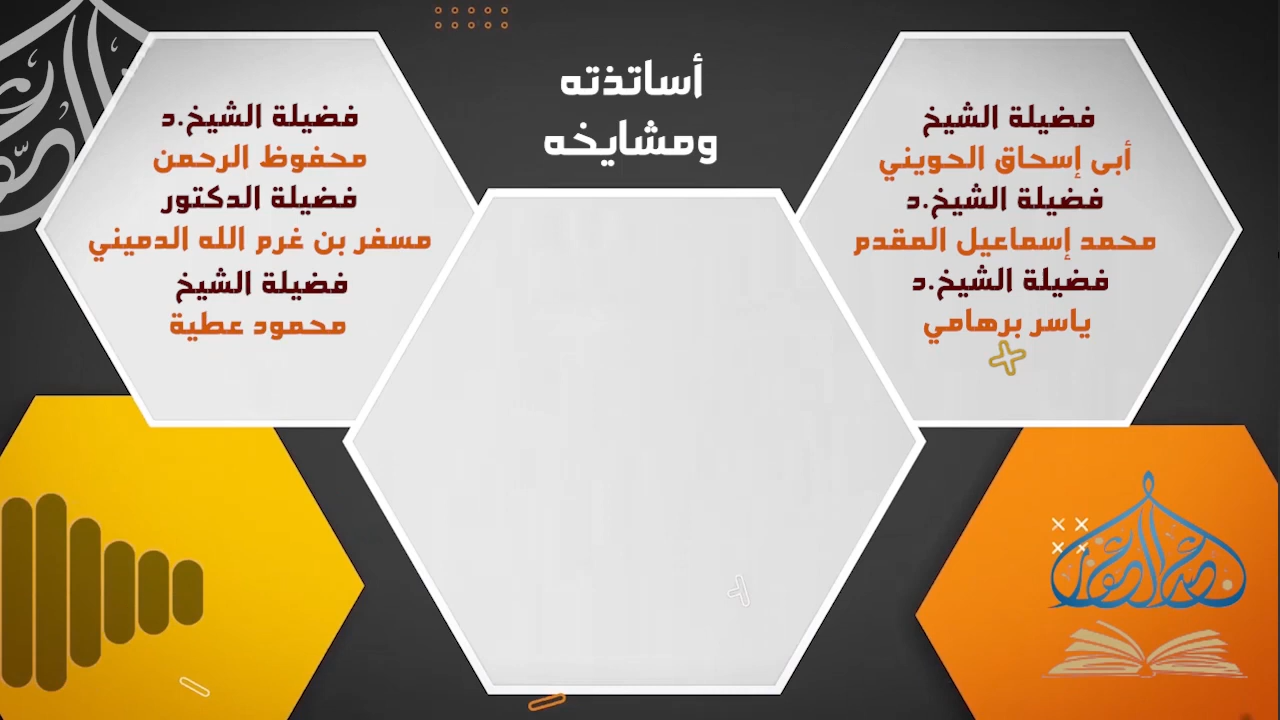 أساتذته
ومشايخه
فضيلة الشيخ
أبى إسحاق الحويني
فضيلة الشيخ.د
محمد إسماعيل المقدم
فضيلة الشيخ.د
ياسر برهامي
فضيلة الشيخ.د
محفوظ الرحمن
فضيلة الدكتور
مسفر بن غرم الله الدميني
فضيلة الشيخ
محمود عطية